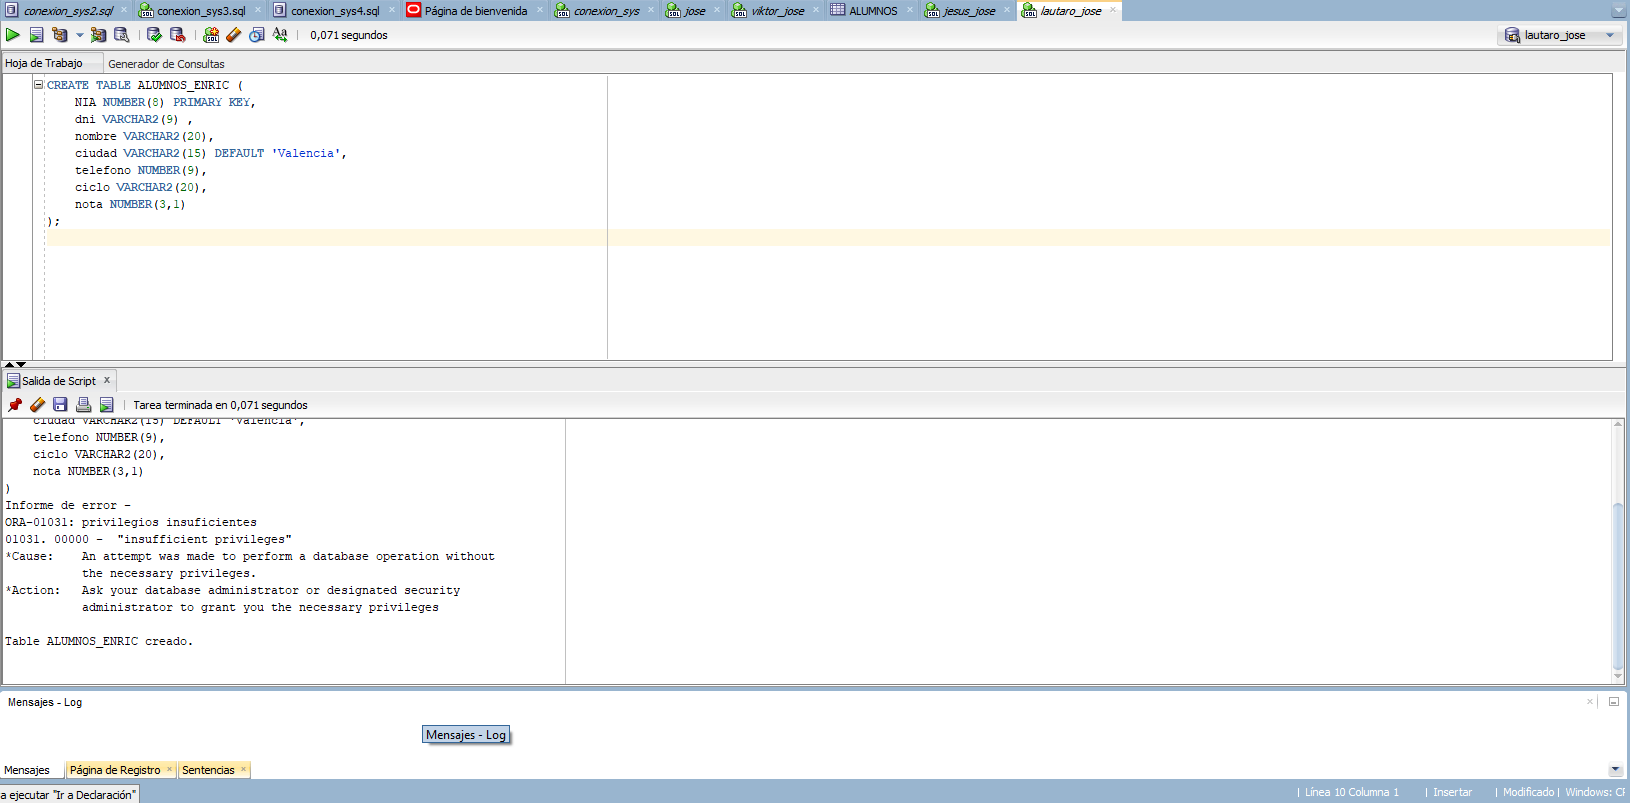 conexion_sys2.sql
conexion_sys3.sql
conexion_sys4.sql
Página de bienvenida
conexion_sys
jose
viktor_jose
ALUMNOS
jesus_jose
lautaro_jose
0,071 segundos
lautaro_jose
Hoja de Trabajo
Generador de Consultas
CREATE TABLE ALUMNOS_ENRIC (
NIA NUMBER(8) PRIMARY KEY,
dni VARCHAR2(9) ,
nombre VARCHAR2(20),
ciudad VARCHAR2(15) DEFAULT 'Valencia',
telefono NUMBER(9),
ciclo VARCHAR2(20),
nota NUMBER(3,1)
);
Salida de Script
Tarea terminada en 0,071 segundos
ciudad VARCHAR2(15) DEFAULT 'Valencia',
telefono NUMBER(9),
ciclo VARCHAR2(20),
nota NUMBER(3,1)
)
Informe de error -
ORA-01031: privilegios insuficientes
01031. 00000 -  "insufficient privileges"
*Cause:    An attempt was made to perform a database operation without
the necessary privileges.
*Action:   Ask your database administrator or designated security
administrator to grant you the necessary privileges
Table ALUMNOS_ENRIC creado.
Mensajes - Log
Mensajes - Log
Mensajes
Página de Registro
Sentencias
a ejecutar "Ir a Declaración"
Línea 10 Columna 1
Insertar
Modificado
Windows: